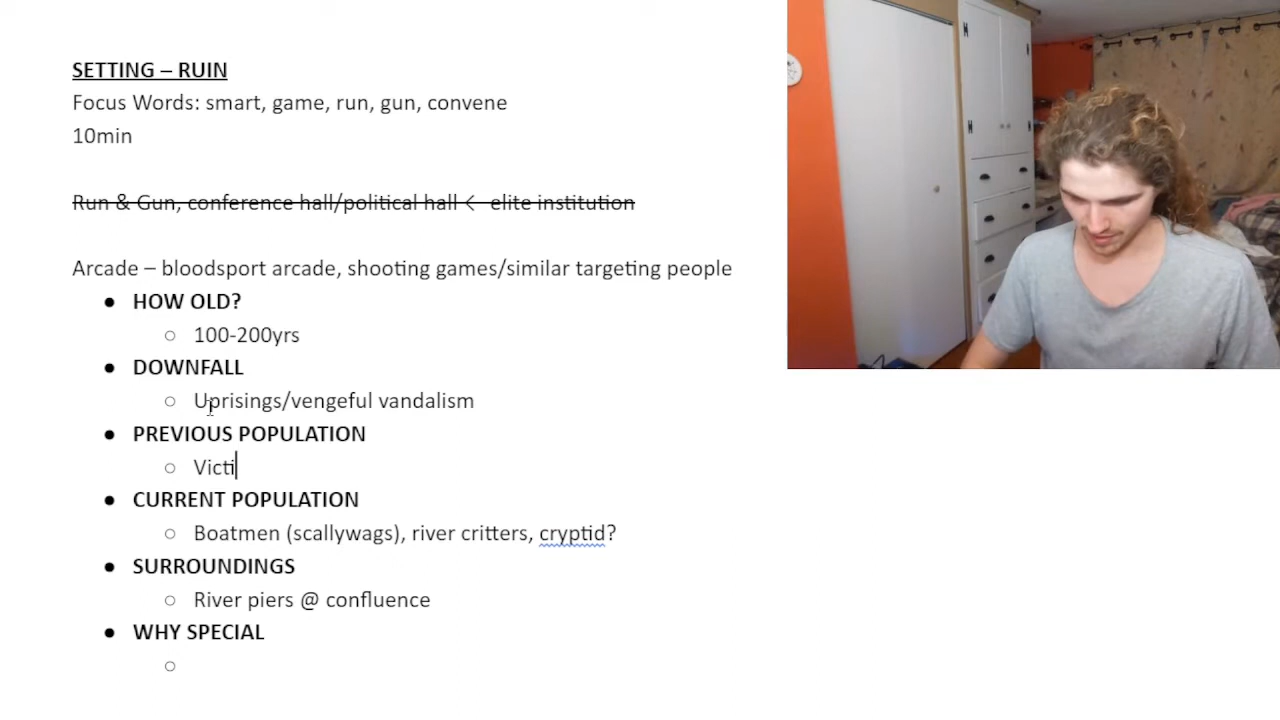 SETTING – RUIN
Focus Words: smart, game, run, gun, convene
10min
Run & Gun, conference hall/political hall <- elite institution
Arcade – bloodsport arcade, shooting games/similar targeting people
● HOW OLD?
○ 100-200yrs
● DOWNFALL
○ Uprisings/vengeful vandalism
● PREVIOUS POPULATION
○ Victi
● CURRENT POPULATION
○ Boatmen (scallywags), river critters, cryptid?
● SURROUNDINGS
○ River piers @ confluence
● WHY SPECIAL
○